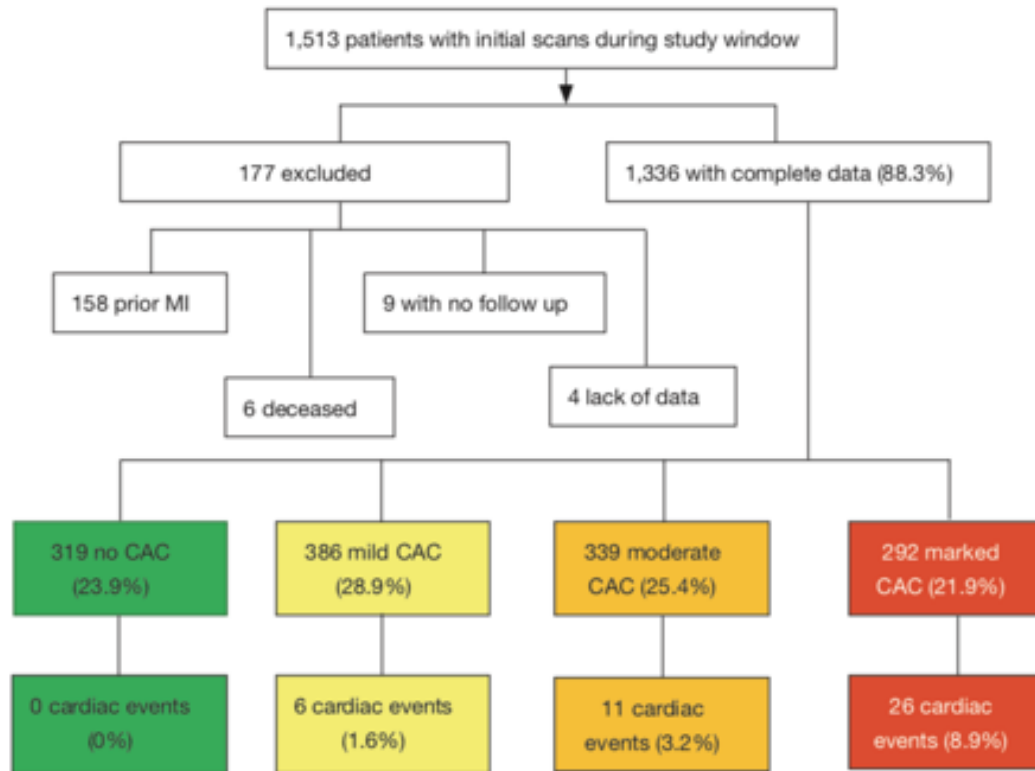 1,513 patients with initial scans during study window
177 excluded
1,336 with complete data (88.3%)
158 prior MI
9 with no follow up
6 deceased
4 lack of data
319 no CAC
(23.9%)
386 mild CAC
(28.9%)
339 moderate
CAC (25.4%)
292 marked
CAC (21.9%)
0 cardiac events
(0%)
6 cardiac events
(1.6%)
11 cardiac
events (3.2%)
26 cardiac
events (8.9%)